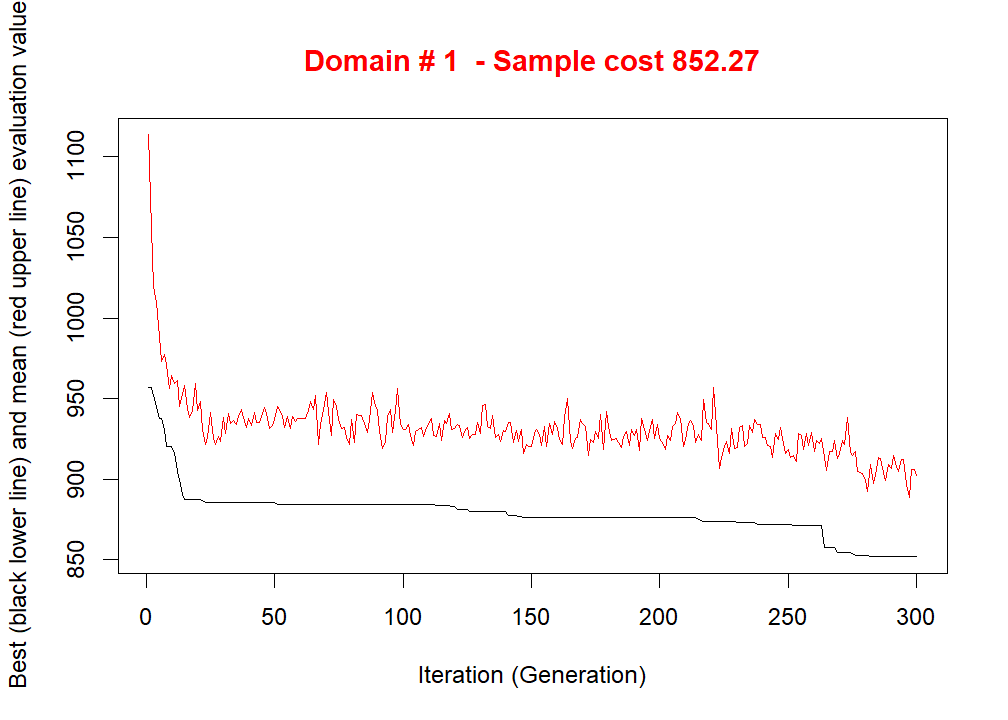 Domain # 1  - Sample cost 852.27
Best (black lower line) and mean (red upper line) evaluation value
1100
1050
1000
950
900
850
0 50 100 150 200 250 300
Iteration (Generation)